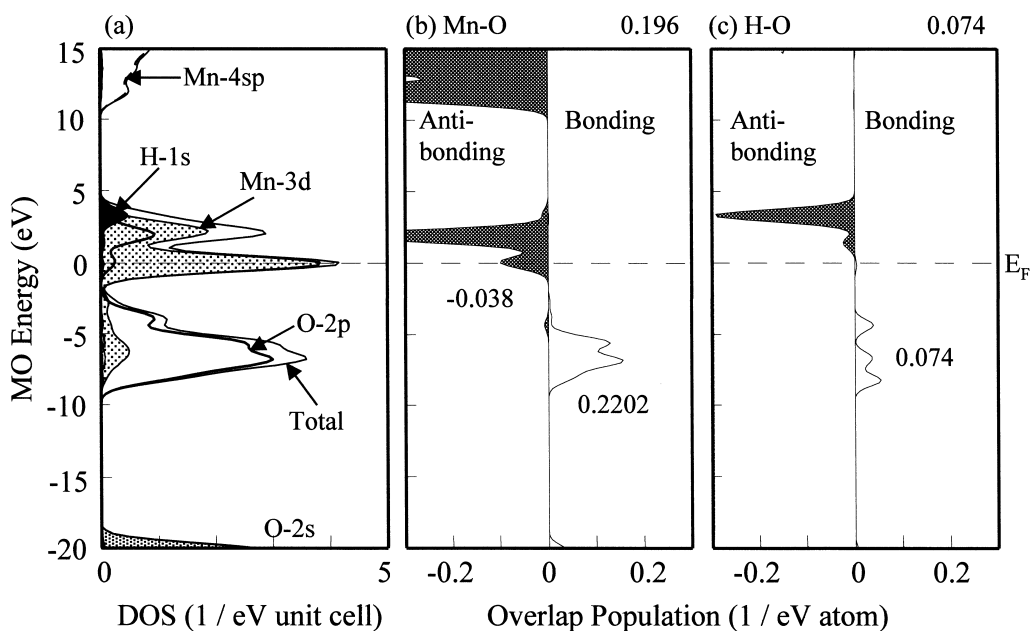 (a)
(b) Mn-O 0.196
(c) H-O 0.074
MO Energy (eV)
15
10
5
0
-5
-10
-15
-20
Mn-4sp
H-1s
Mn-3d
O-2p
Total
O-2s
0 5
DOS (1 / eV unit cell)
Anti-
bonding
Bonding
-0.038
0.2202
-0.2 0 0.2
Anti-
bonding
Bonding
0.074
EF
-0.2 0 0.2
Overlap Population (1 / eV atom)